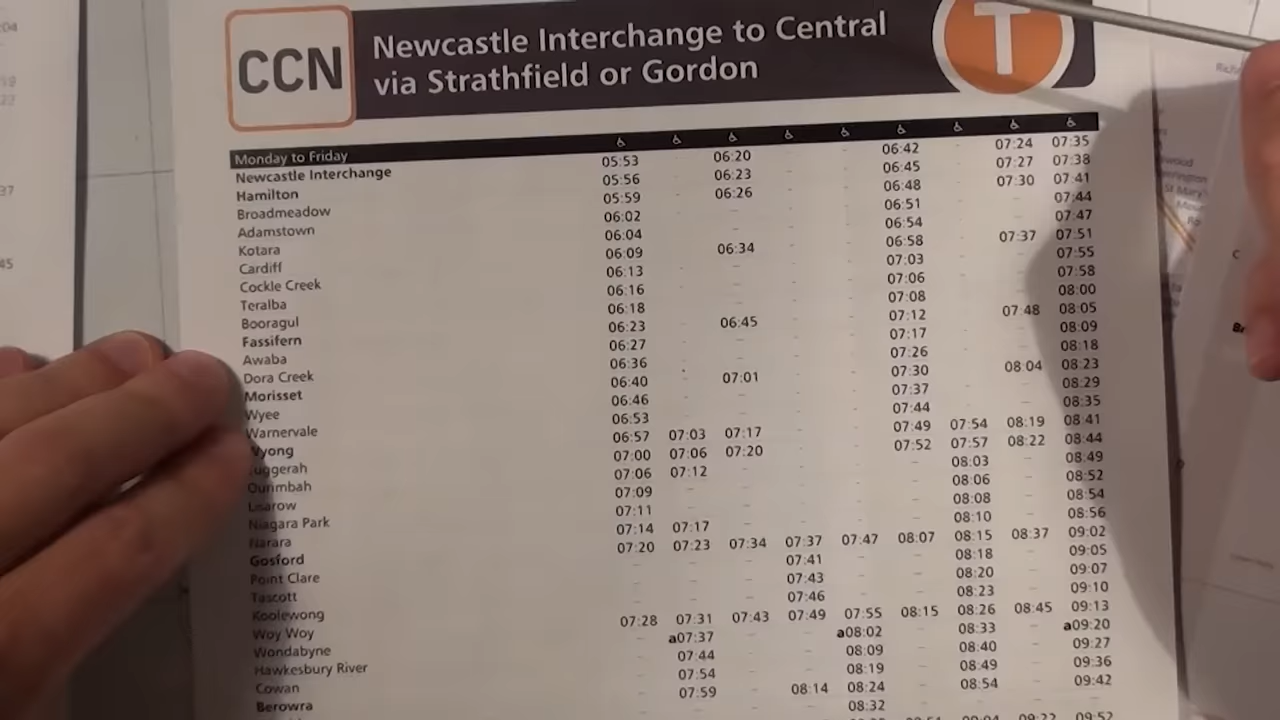 CCN
Newcastle Interchange to Central
via Strathfield or Gordon
T
Monday to Friday
Newcastle Interchange 05:53 – 06:20 – – 06:42 – 07:24 07:35
Hamilton 05:56 – 06:23 – – 06:45 – 07:27 07:38
Broadmeadow 05:59 – 06:26 – – 06:48 – 07:30 07:41
Adamstown 06:02 – – – – 06:51 – – 07:44
Kotara 06:04 – – – – 06:54 – – 07:47
Cardiff 06:09 – 06:34 – – 06:58 – 07:37 07:51
Cockle Creek 06:13 – – – – 07:03 – – 07:55
Teralba 06:16 – – – – 07:06 – – 07:58
Booragul 06:18 – – – – 07:08 – – 08:00
Fassifern 06:23 – 06:45 – – 07:12 – 07:48 08:05
Awaba 06:27 – – – – 07:17 – – 08:09
Dora Creek 06:36 – – – – 07:26 – – 08:18
Morisset 06:40 – 07:01 – – 07:30 – 08:04 08:23
Wyee 06:46 – – – – 07:37 – – 08:29
Warnervale 06:53 – – – – 07:44 – – 08:35
Wyong 06:57 07:03 07:17 – – 07:49 07:54 08:19 08:41
Tuggerah 07:00 07:06 07:20 – – 07:52 07:57 08:22 08:44
Ourimbah 07:06 07:12 – – – – 08:03 – 08:49
Lisarow 07:09 – – – – – 08:06 – 08:52
Niagara Park 07:11 – – – – – 08:08 – 08:54
Narara 07:14 07:17 – – – – 08:10 – 08:56
Gosford 07:20 07:23 07:34 07:37 07:47 08:07 08:15 08:37 09:02
Point Clare – – – 07:41 – – 08:18 – 09:05
Tascott – – – 07:43 – – 08:20 – 09:07
Koolewong – – – 07:46 – – 08:23 – 09:10
Woy Woy 07:28 07:31 07:43 07:49 07:55 08:15 08:26 08:45 09:13
Wondabyne – a07:37 – – a08:02 – 08:33 – a09:20
Hawkesbury River – 07:44 – – 08:09 – 08:40 – 09:27
Cowan – 07:54 – – 08:19 – 08:49 – 09:36
Berowra – 07:59 – 08:14 08:24 – 08:54 – 09:42
– – – – 08:32 – – – –
09:04 09:22 09:52